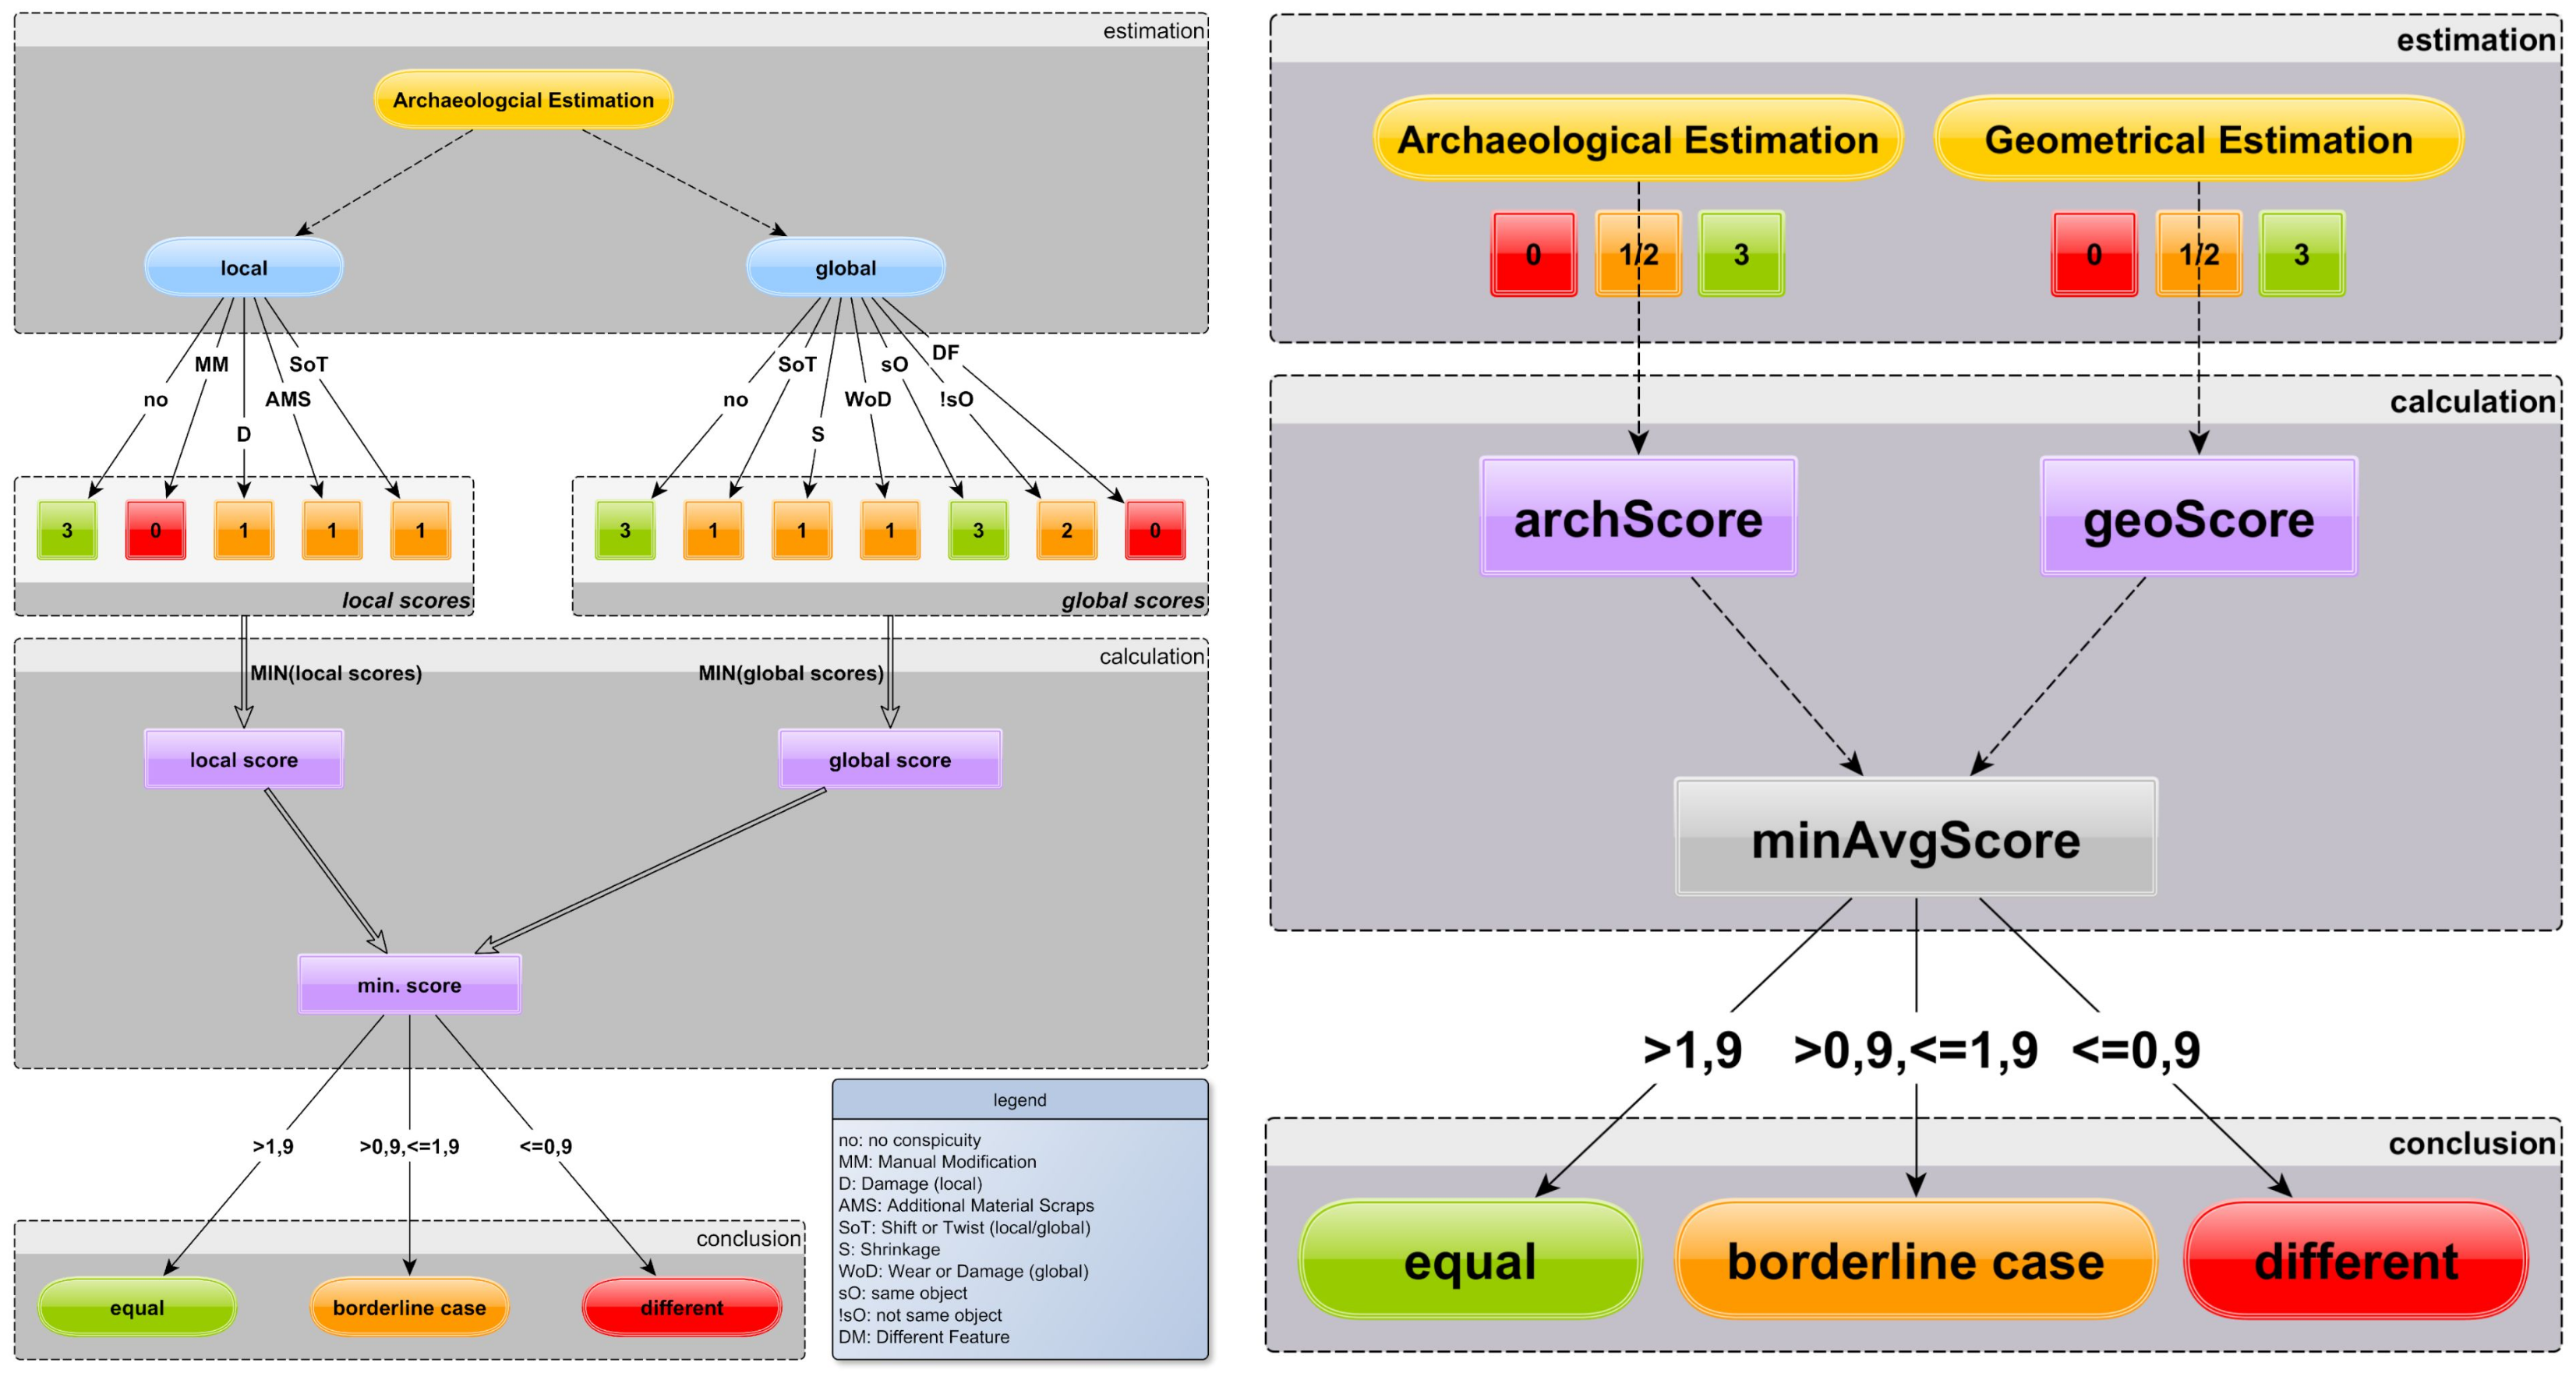 estimation
Archaeologcial Estimation
local
global
no
MM
D
AMS
SoT
no
SoT
S
WoD
sO
!sO
DF
3
0
1
1
1
local scores
3
1
1
1
3
2
0
global scores
calculation
MIN(local scores)
MIN(global scores)
local score
global score
min. score
>1,9
>0,9,<=1,9
<=0,9
conclusion
equal
borderline case
different
legend
no: no conspicuity
MM: Manual Modification
D: Damage (local)
AMS: Additional Material Scraps
SoT: Shift or Twist (local/global)
S: Shrinkage
WoD: Wear or Damage (global)
sO: same object
!sO: not same object
DM: Different Feature
estimation
Archaeological Estimation
Geometrical Estimation
0
1/2
3
0
1/2
3
calculation
archScore
geoScore
minAvgScore
>1,9
>0,9,<=1,9
<=0,9
conclusion
equal
borderline case
different